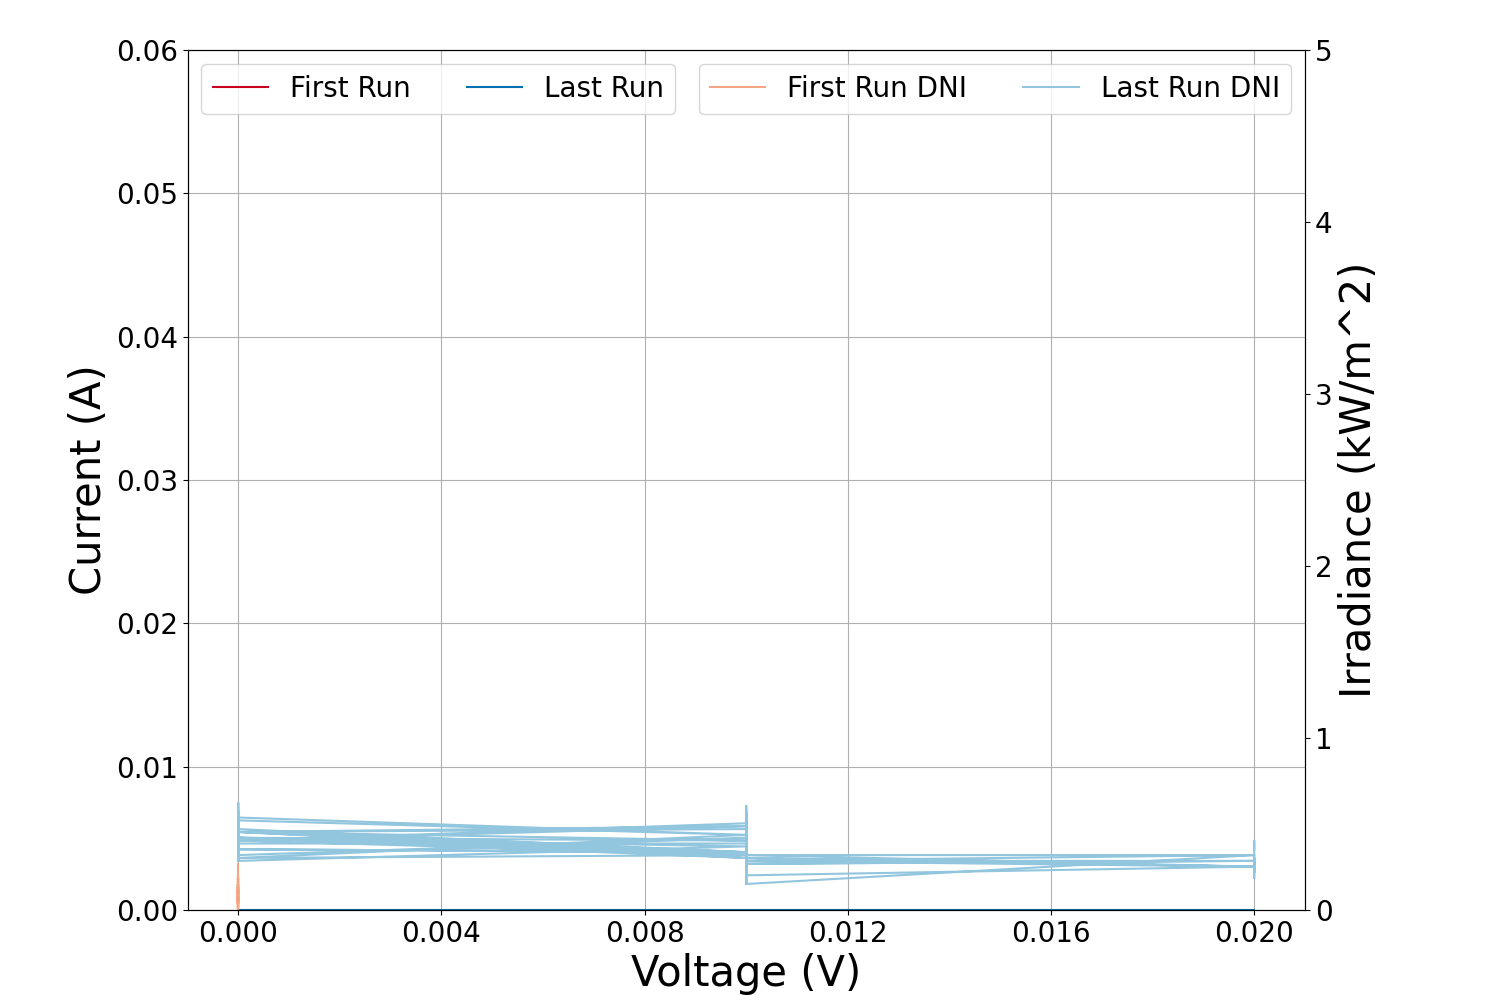 First Run
Last Run
First Run DNI
Last Run DNI
Current (A)
0.06
0.05
0.04
0.03
0.02
0.01
0.00
5
4
3
2
1
0
Irradiance (kW/m^2)
0.000
0.004
0.008
0.012
0.016
0.020
Voltage (V)